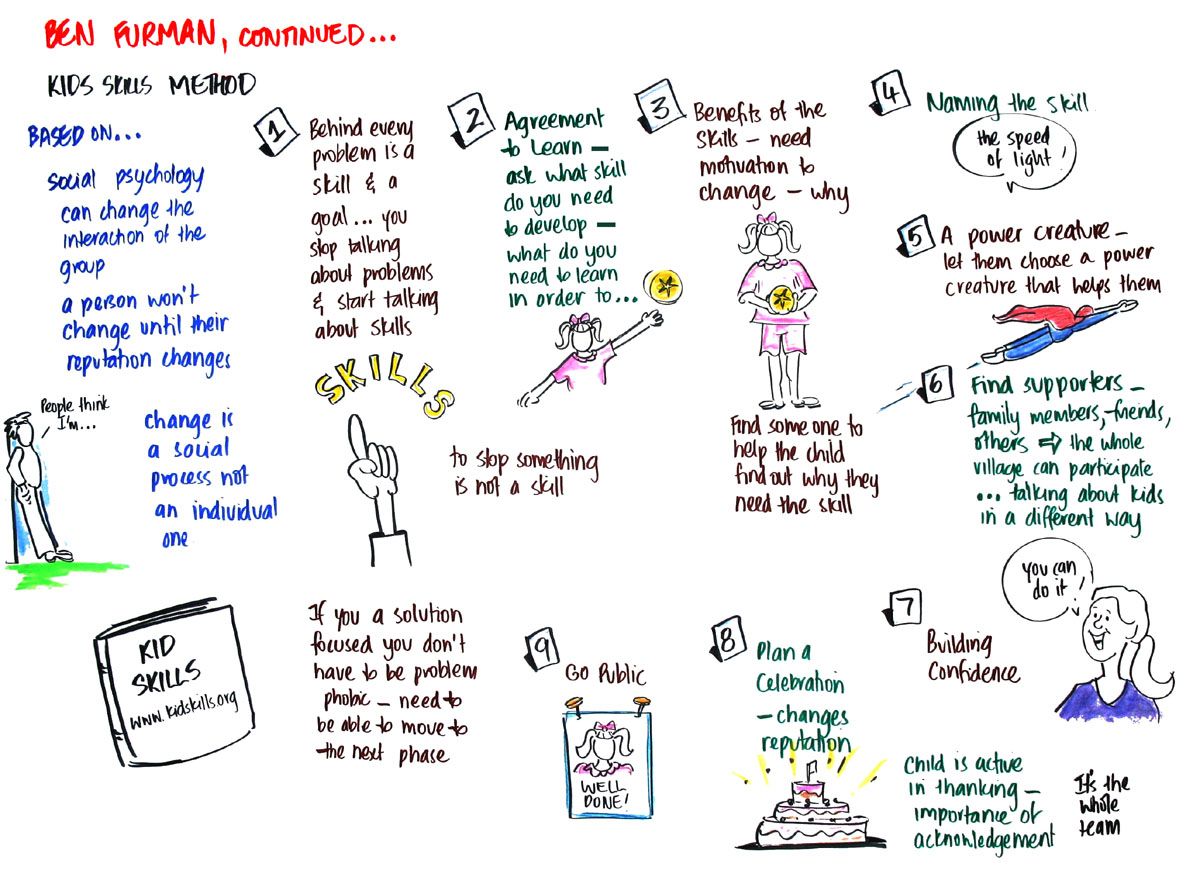 BEN FURMAN, CONTINUED...
KIDS SKILLS METHOD
BASED ON...
social psychology
can change the
interaction of the
group
a person won't
change until their
reputation changes
People think
I'm...
change is
a social
process not
an individual
one
1
Behind every
problem is a
skill & a
goal... you
stop talking
about problems
& start talking
about skills
SKILLS
2
Agreement
to learn –
ask what skill
do you need
to develop –
what do you
need to learn
in order to...
to stop something
is not a skill
3
Benefits of the
skills – need
motivation to
change – why
Find someone to
help the child
find out why they
need the skill
4
Naming the skill
the speed
of light!
5
A power creature –
let them choose a power
creature that helps them
6
Find supporters –
family members, friends,
others ⇒ the whole
village can participate
... talking about kids
in a different way
you can
do it!
7
Building
Confidence
8
Plan a
Celebration
– changes
reputation
Child is active
in thanking –
importance of
acknowledgement
It's the
whole
team
9
Go Public
WELL
DONE!
If you a solution
focused you don't
have to be problem
phobic – need to
be able to move to
the next phase
KID
SKILLS
www.kidskills.org